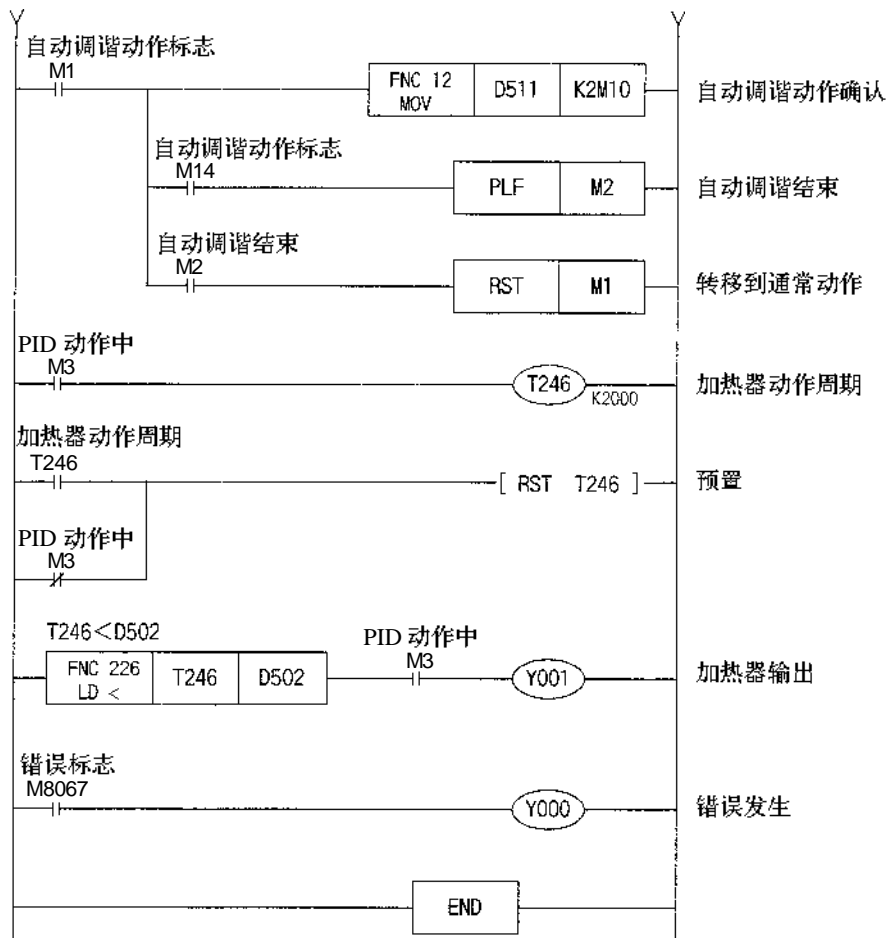 自动调谐动作标志
M1
FNC 12
MOV
D511
K2M10
自动调谐动作确认
自动调谐动作标志
M14
PLF
M2
自动调谐结束
自动调谐结束
M2
RST
M1
转移到通常动作
PID 动作中
M3
T246
K2000
加热器动作周期
加热器动作周期
T246
[ RST T246 ]
预置
PID 动作中
M3
T246<D502
FNC 226
LD <
T246
D502
PID 动作中
M3
Y001
加热器输出
错误标志
M8067
Y000
错误发生
END